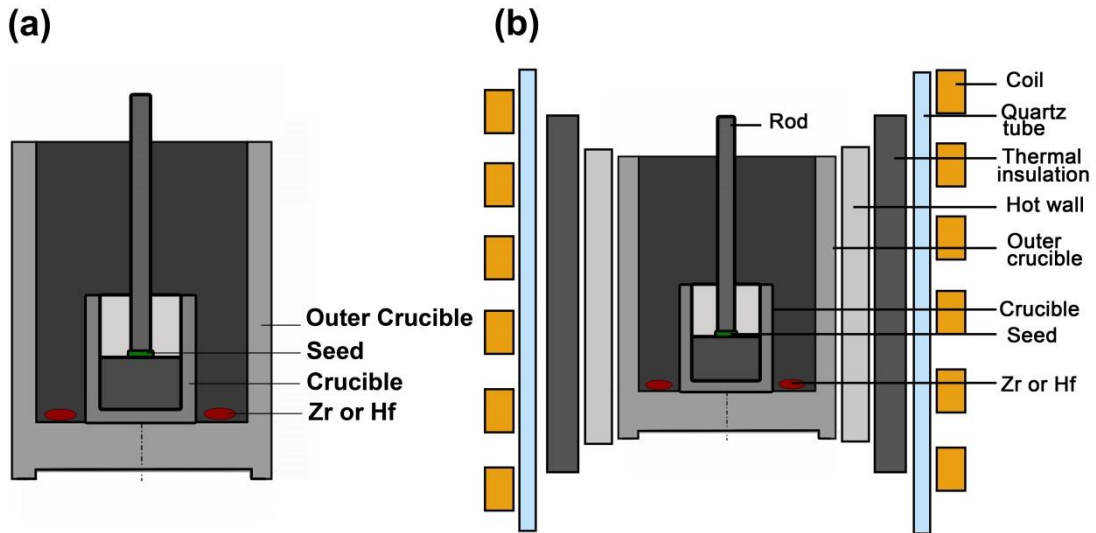 (a)
Outer Crucible
Seed
Crucible
Zr or Hf
(b)
Coil
Quartz
tube
Rod
Thermal
insulation
Hot wall
Outer
crucible
Crucible
Seed
Zr or Hf